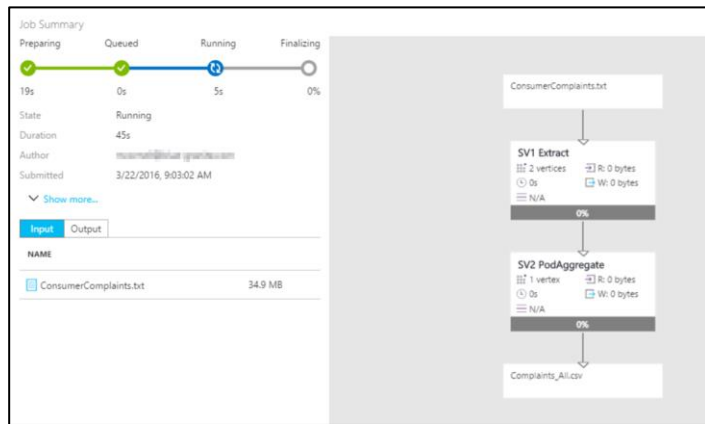 Job Summary
Preparing Queued Running Finalizing
19s 0s 5s 0%
State Running
Duration 45s
Author
Submitted 3/22/2016, 9:03:02 AM
Show more...
Input Output
NAME
ConsumerComplaints.txt 34.9 MB
ConsumerComplaints.txt
SV1 Extract
2 vertices R: 0 bytes
0s W: 0 bytes
N/A
0%
SV2 PodAggregate
1 vertex R: 0 bytes
0s W: 0 bytes
N/A
0%
Complaints_All.csv